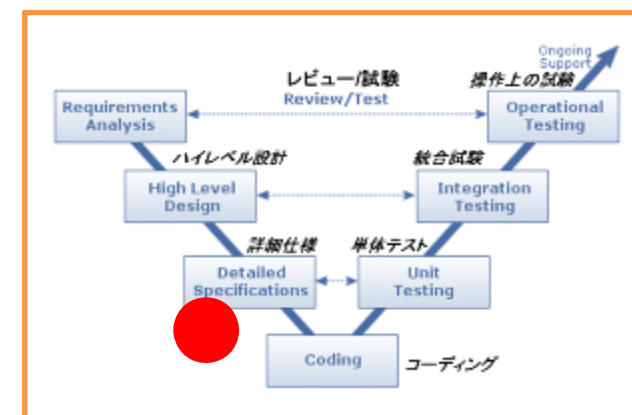 Ongoing
Support
レビュー/試験
操作上の試験
Requirements
Analysis
Review/Test
Operational
Testing
ハイレベル設計
統合試験
High Level
Design
Integration
Testing
詳細仕様
単体テスト
Detailed
Specifications
Unit
Testing
Coding
コーディング